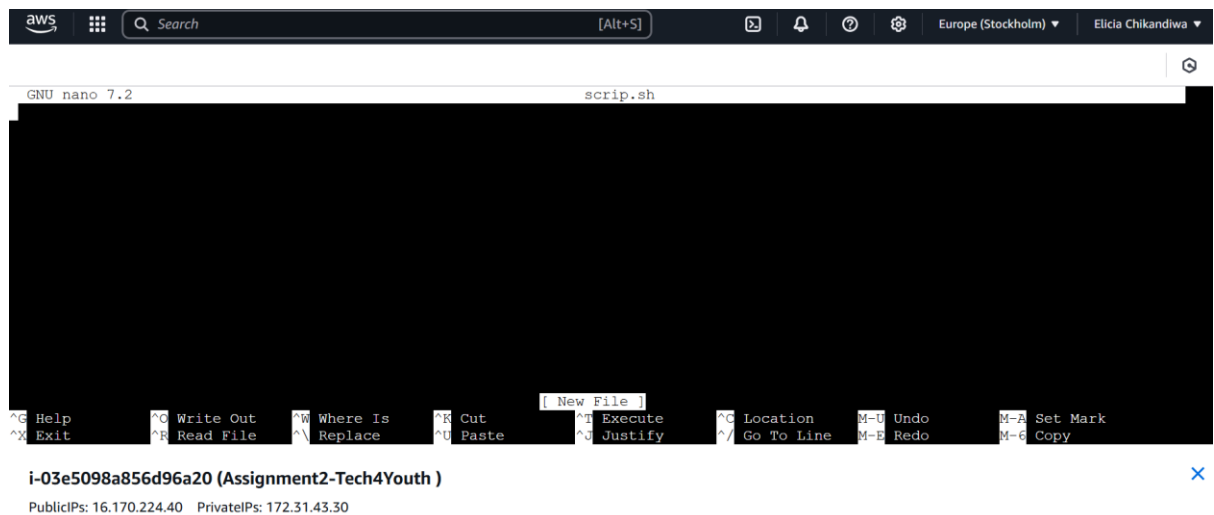 aws Search [Alt+S] Europe (Stockholm) ▼ Elicia Chikandiwa ▼
GNU nano 7.2 scrip.sh
[ New File ]
^G Help ^O Write Out ^W Where Is ^K Cut ^T Execute ^C Location M-U Undo M-A Set Mark
^X Exit ^R Read File ^\ Replace ^U Paste ^J Justify ^/ Go To Line M-E Redo M-6 Copy
i-03e5098a856d96a20 (Assignment2-Tech4Youth )
PublicIPs: 16.170.224.40 PrivateIPs: 172.31.43.30